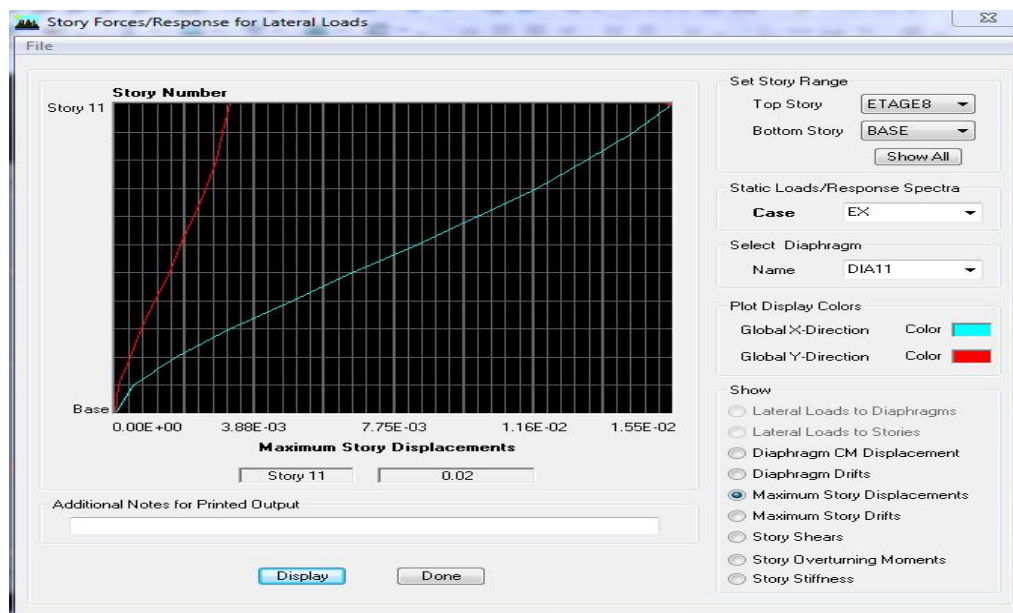 Story Forces/Response for Lateral Loads
File
Story Number
Story 11
Base
0.00E+00 3.88E-03 7.75E-03 1.16E-02 1.55E-02
Maximum Story Displacements
Story 11 0.02
Additional Notes for Printed Output
Display Done
Set Story Range
Top Story ETAGE8
Bottom Story BASE
Show All
Static Loads/Response Spectra
Case EX
Select Diaphragm
Name DIA11
Plot Display Colors
Global X-Direction Color
Global Y-Direction Color
Show
Lateral Loads to Diaphragms
Lateral Loads to Stories
Diaphragm CM Displacement
Diaphragm Drifts
Maximum Story Displacements
Maximum Story Drifts
Story Shears
Story Overturning Moments
Story Stiffness